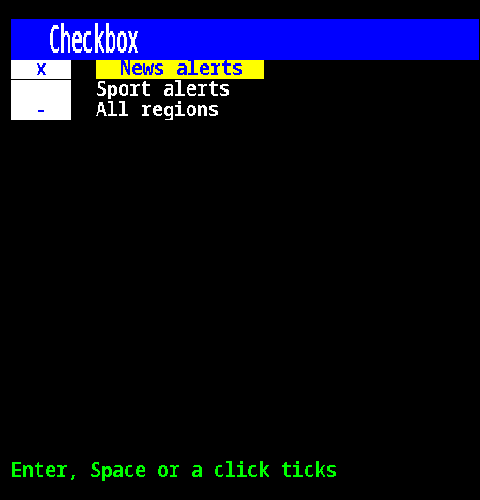 Checkbox
x News alerts
Sport alerts
- All regions
Enter, Space or a click ticks